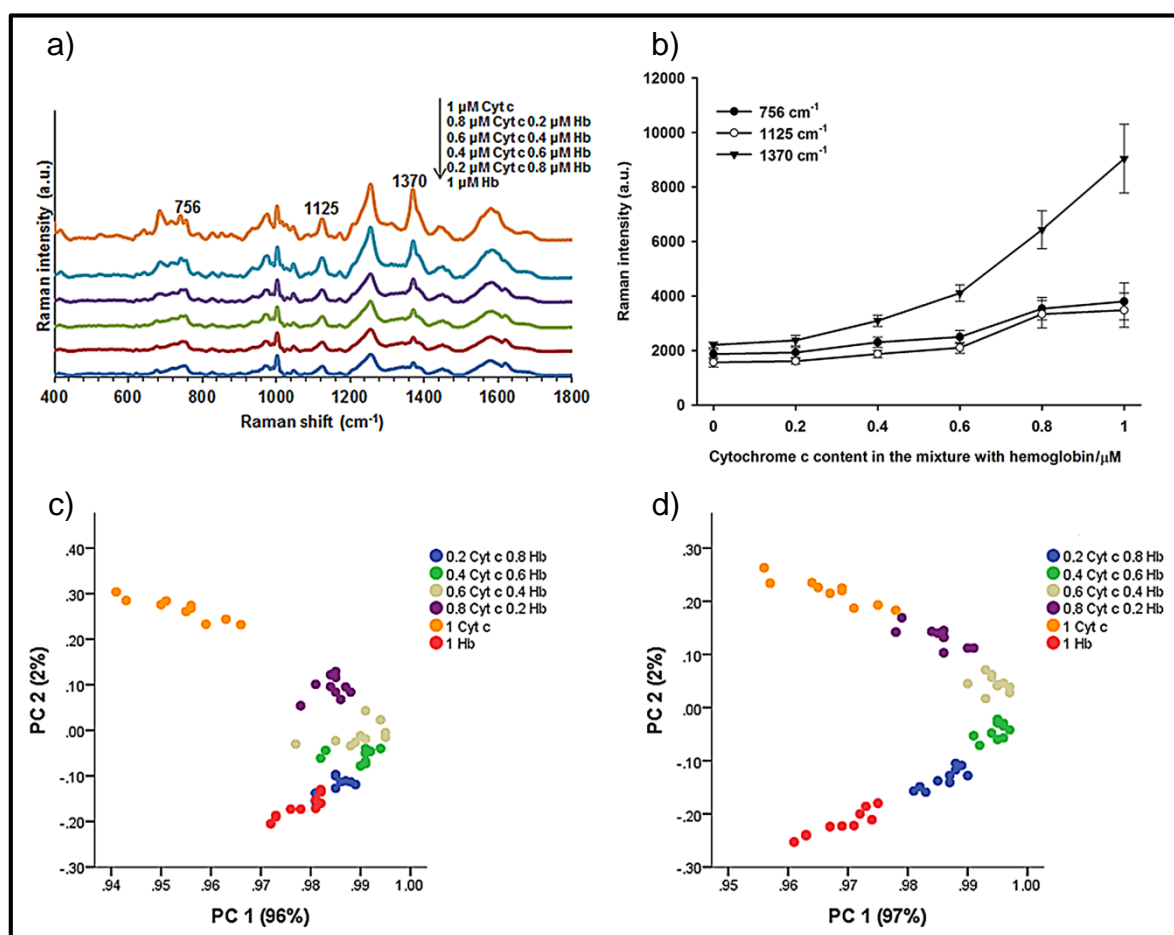 a)
1 µM Cyt c
0.8 µM Cyt c 0.2 µM Hb
0.6 µM Cyt c 0.4 µM Hb
0.4 µM Cyt c 0.6 µM Hb
0.2 µM Cyt c 0.8 µM Hb
1 µM Hb
756
1125
1370
Raman intensity (a.u.)
400 600 800 1000 1200 1400 1600 1800
Raman shift (cm-1)
b)
12000
10000
8000
6000
4000
2000
0
756 cm-1
1125 cm-1
1370 cm-1
Raman intensity (a.u.)
0 0.2 0.4 0.6 0.8 1
Cytochrome c content in the mixture with hemoglobin/µM
c)
.40
.30
.20
.10
.00
-.10
-.20
-.30
PC 2 (2%)
0.2 Cyt c 0.8 Hb
0.4 Cyt c 0.6 Hb
0.6 Cyt c 0.4 Hb
0.8 Cyt c 0.2 Hb
1 Cyt c
1 Hb
.94 .95 .96 .97 .98 .99 1.00
PC 1 (96%)
d)
.30
.20
.10
.00
-.10
-.20
-.30
PC 2 (2%)
0.2 Cyt c 0.8 Hb
0.4 Cyt c 0.6 Hb
0.6 Cyt c 0.4 Hb
0.8 Cyt c 0.2 Hb
1 Cyt c
1 Hb
.95 .96 .97 .98 .99 1.00
PC 1 (97%)